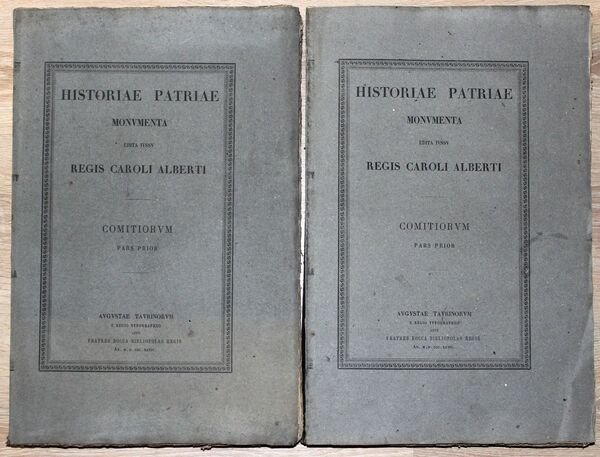 HISTORIAE PATRIAE
MONVMENTA
EDITA IVSSV
REGIS CAROLI ALBERTI
COMITIORVM
PARS PRIOR
AVGVSTAE TAVRINORVM
E REGIO TYPOGRAPHEO
APVD
FRATRES BOCCA BIBLIOPOLAS REGIS
HISTORIAE PATRIAE
MONVMENTA
EDITA IVSSV
REGIS CAROLI ALBERTI
COMITIORVM
PARS PRIOR
AVGVSTAE TAVRINORVM
E REGIO TYPOGRAPHEO
APVD
FRATRES BOCCA BIBLIOPOLAS REGIS